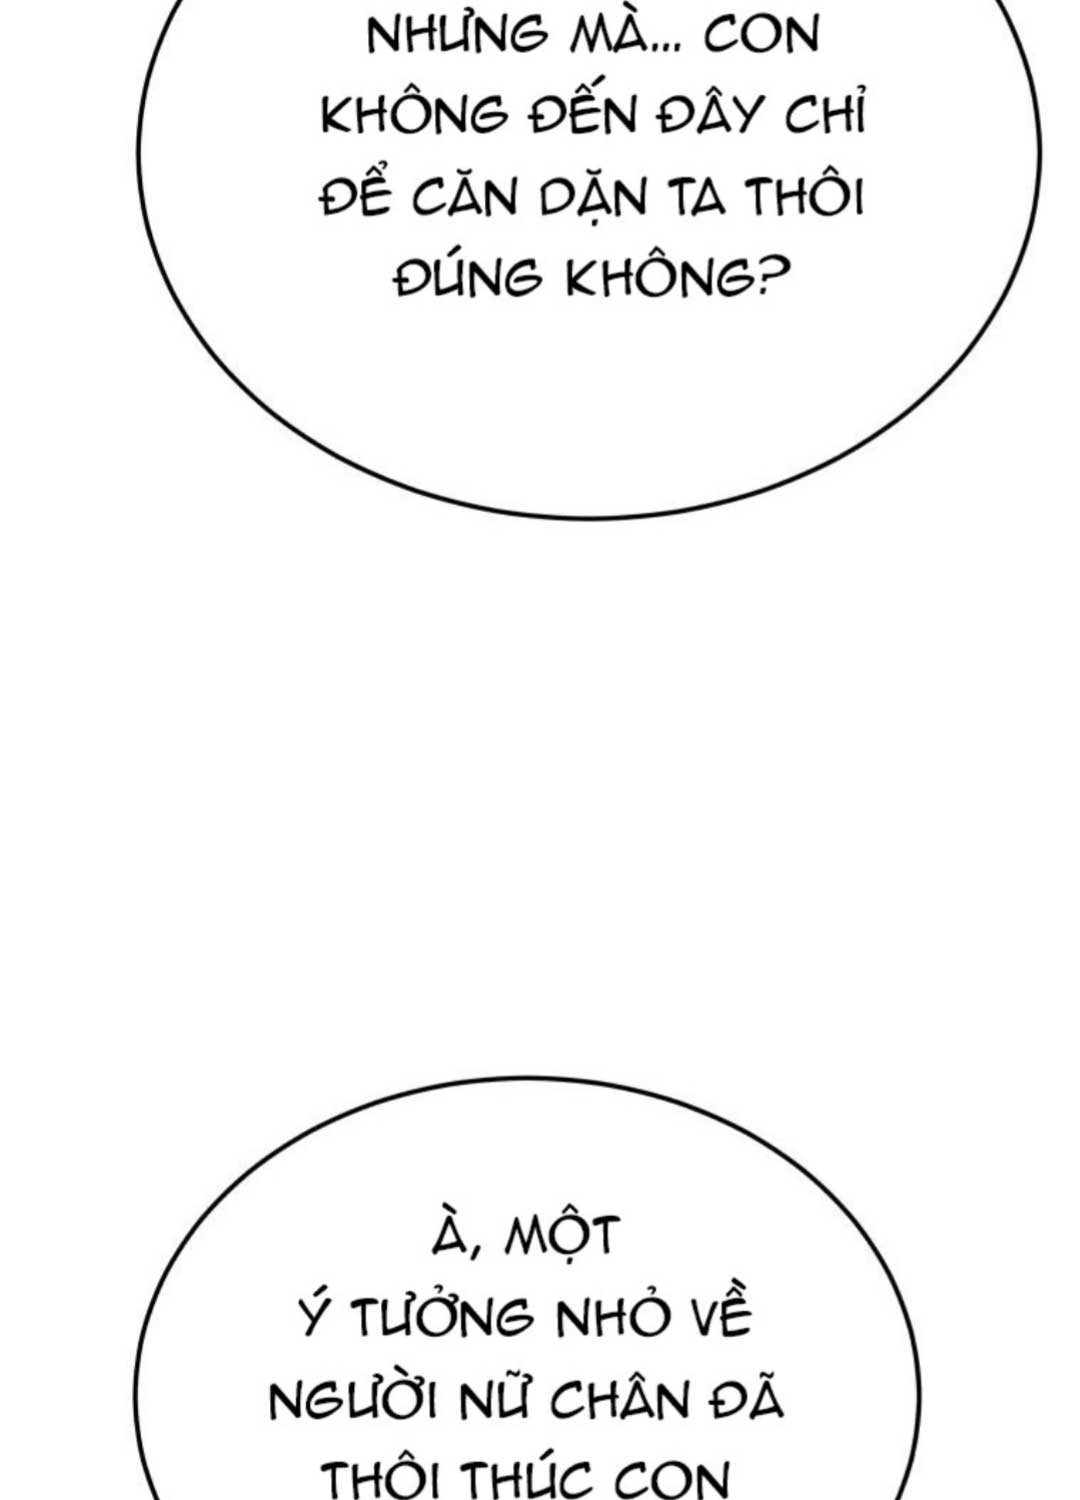 NHƯNG MÀ... CON
KHÔNG ĐẾN ĐÂY CHỈ
ĐỂ CĂN DẶN TA THÔI
ĐÚNG KHÔNG?
À, MỘT
Ý TƯỞNG NHỎ VỀ
NGƯỜI NỮ CHÂN ĐÃ
THÔI THÚC CON